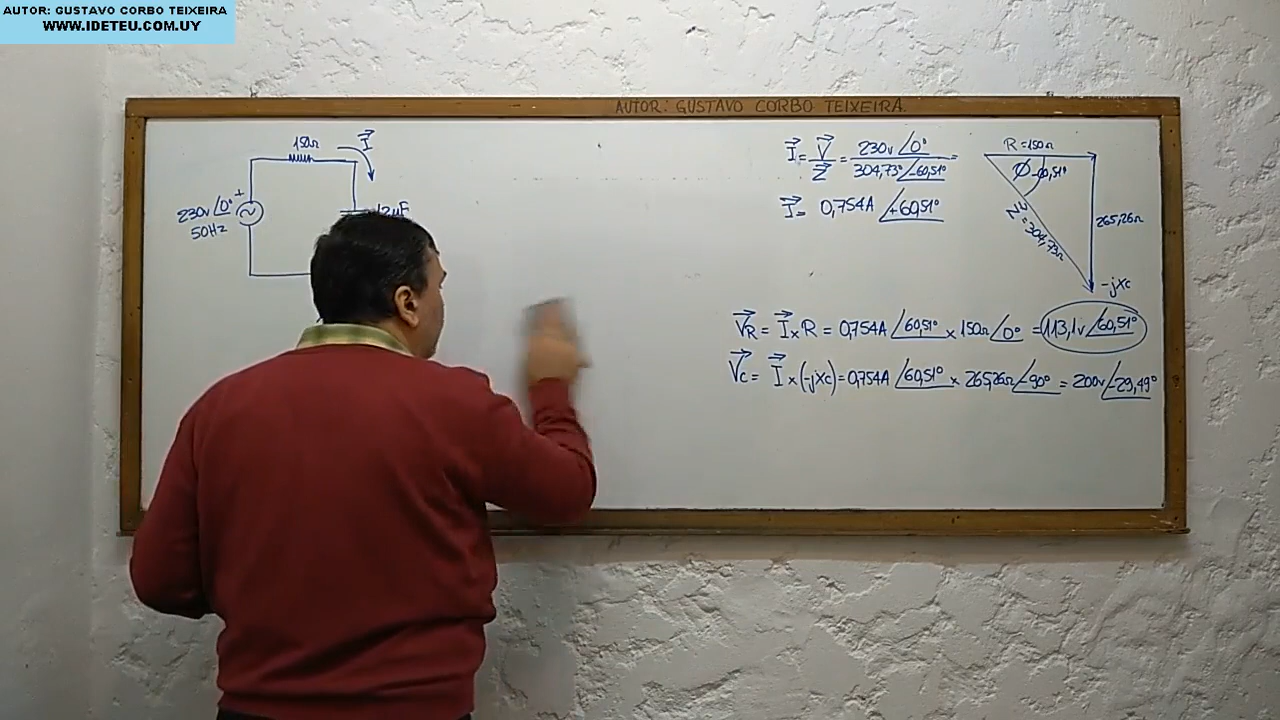 AUTOR: GUSTAVO CORBO TEIXEIRA
WWW.IDETEU.COM.UY
AUTOR: GUSTAVO CORBO TEIXEIRA.
150Ω
I
+
230v ∠0°
50Hz
12µF
I = V/Z = 230v ∠0° / 304,73° ∠-60,51° =
I = 0,754A ∠+60,51°
R = 150Ω
Ø -60,51°
265,26Ω
Z = 304,73Ω
-jXc
VR = I x R = 0,754A ∠60,51° x 150Ω ∠0° = 113,1v ∠60,51°
VC = I x (-jXc) = 0,754A ∠60,51° x 265,26Ω ∠-90° = 200v ∠-29,49°